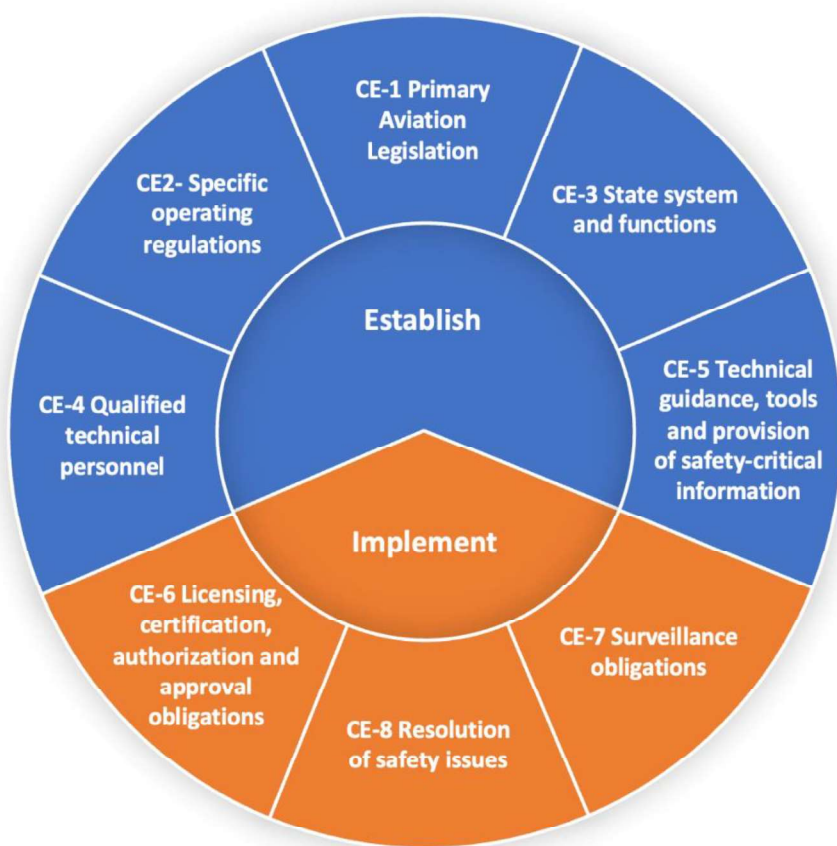 CE-1 Primary
Aviation
Legislation
CE2- Specific
operating
regulations
CE-3 State system
and functions
Establish
CE-4 Qualified
technical
personnel
CE-5 Technical
guidance, tools
and provision
of safety-critical
information
Implement
CE-6 Licensing,
certification,
authorization and
approval
obligations
CE-7 Surveillance
obligations
CE-8 Resolution
of safety issues